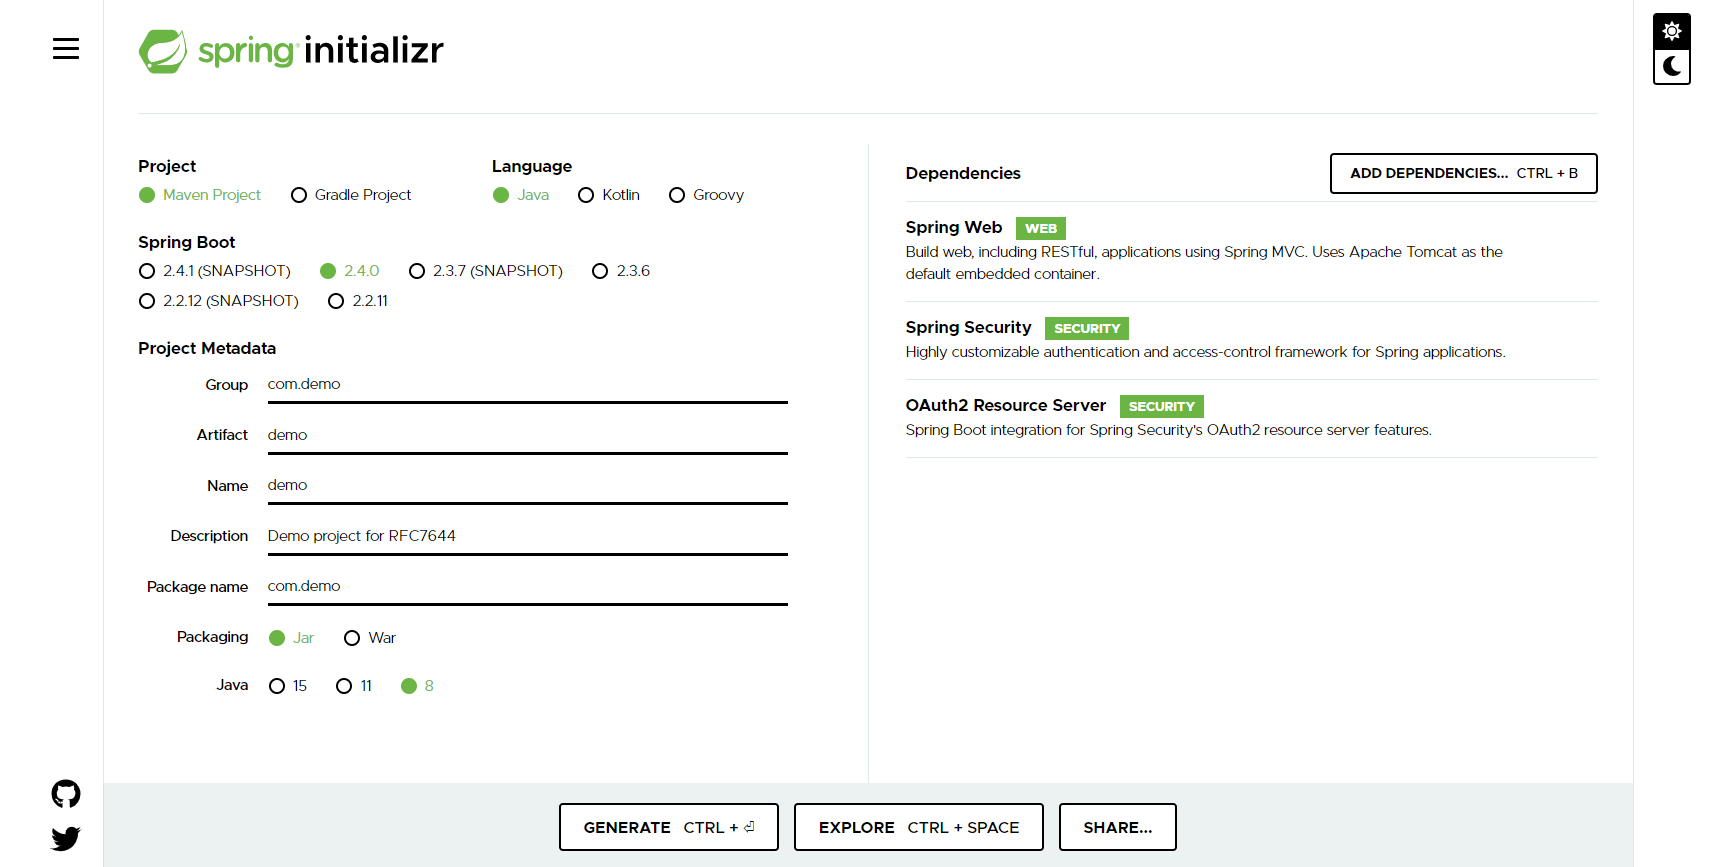 spring initializr
Project
Maven Project Gradle Project
Language
Java Kotlin Groovy
Spring Boot
2.4.1 (SNAPSHOT) 2.4.0 2.3.7 (SNAPSHOT) 2.3.6
2.2.12 (SNAPSHOT) 2.2.11
Project Metadata
Group com.demo
Artifact demo
Name demo
Description Demo project for RFC7644
Package name com.demo
Packaging Jar War
Java 15 11 8
Dependencies
ADD DEPENDENCIES... CTRL + B
Spring Web WEB
Build web, including RESTful, applications using Spring MVC. Uses Apache Tomcat as the
default embedded container.
Spring Security SECURITY
Highly customizable authentication and access-control framework for Spring applications.
OAuth2 Resource Server SECURITY
Spring Boot integration for Spring Security's OAuth2 resource server features.
GENERATE CTRL + ⏎
EXPLORE CTRL + SPACE
SHARE...